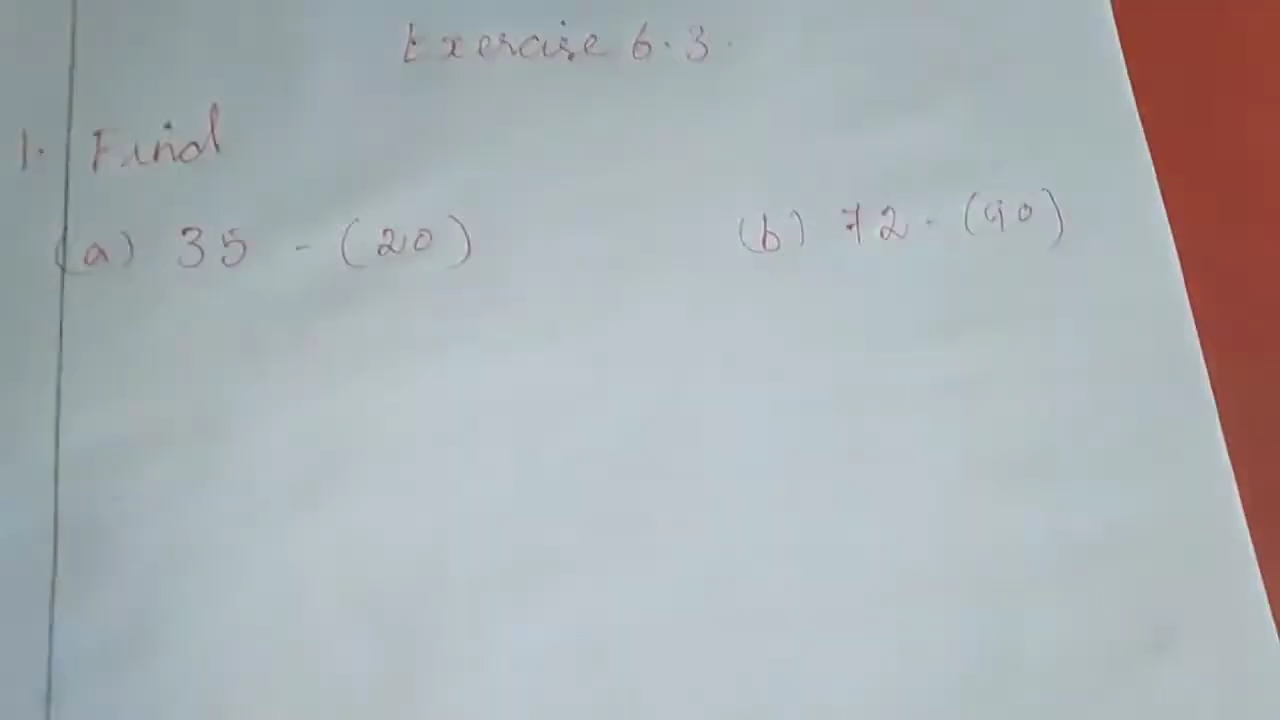 Exercise 6.3.
1. Find
(a) 35 - (20)
(b) 72 - (90)